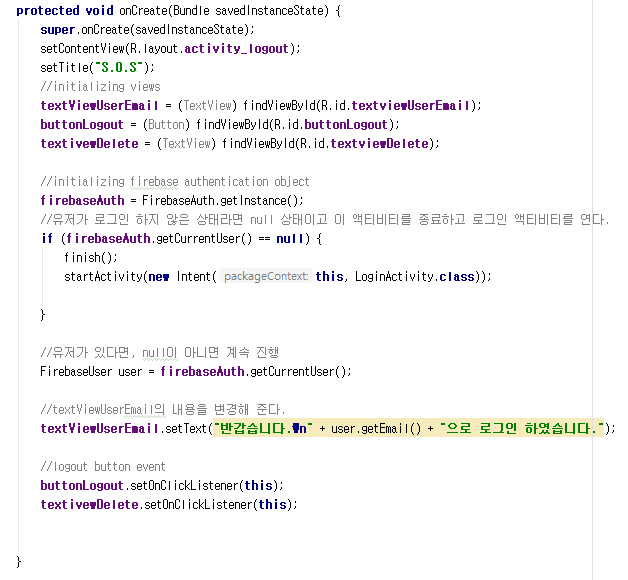 protected void onCreate(Bundle savedInstanceState) {
super.onCreate(savedInstanceState);
setContentView(R.layout.activity_logout);
setTitle("S.O.S");
//initializing views
textViewUserEmail = (TextView) findViewById(R.id.textviewUserEmail);
buttonLogout = (Button) findViewById(R.id.buttonLogout);
textivewDelete = (TextView) findViewById(R.id.textviewDelete);
//initializing firebase authentication object
firebaseAuth = FirebaseAuth.getInstance();
//유저가 로그인 하지 않은 상태라면 null 상태이고 이 액티비티를 종료하고 로그인 액티비티를 연다.
if (firebaseAuth.getCurrentUser() == null) {
finish();
startActivity(new Intent( packageContext: this, LoginActivity.class));
}
//유저가 있다면, null이 아니면 계속 진행
FirebaseUser user = firebaseAuth.getCurrentUser();
//textViewUserEmail의 내용을 변경해 준다.
textViewUserEmail.setText("반갑습니다.₩n" + user.getEmail() + "으로 로그인 하였습니다.");
//logout button event
buttonLogout.setOnClickListener(this);
textivewDelete.setOnClickListener(this);
}